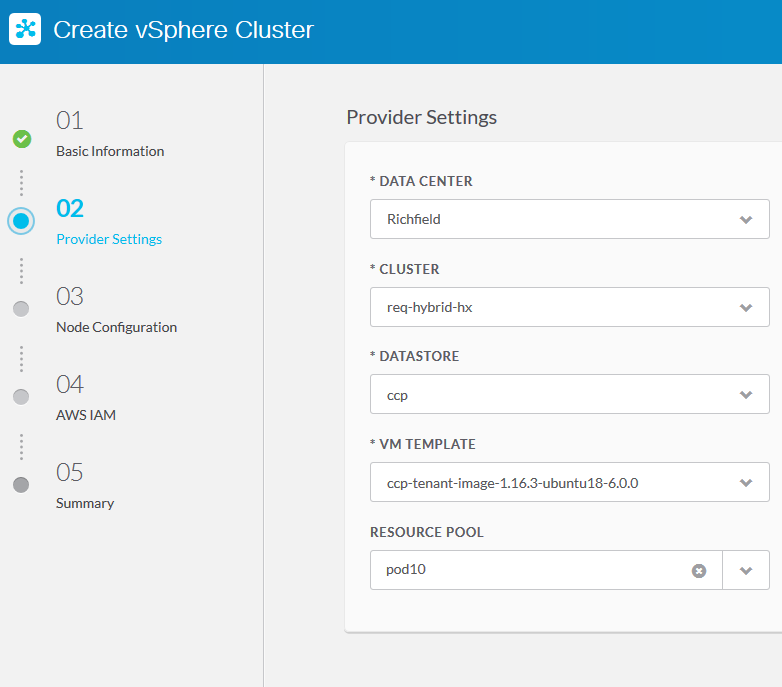 Create vSphere Cluster
01
Basic Information
02
Provider Settings
03
Node Configuration
04
AWS IAM
05
Summary
Provider Settings
* DATA CENTER
Richfield
* CLUSTER
req-hybrid-hx
* DATASTORE
ccp
* VM TEMPLATE
ccp-tenant-image-1.16.3-ubuntu18-6.0.0
RESOURCE POOL
pod10